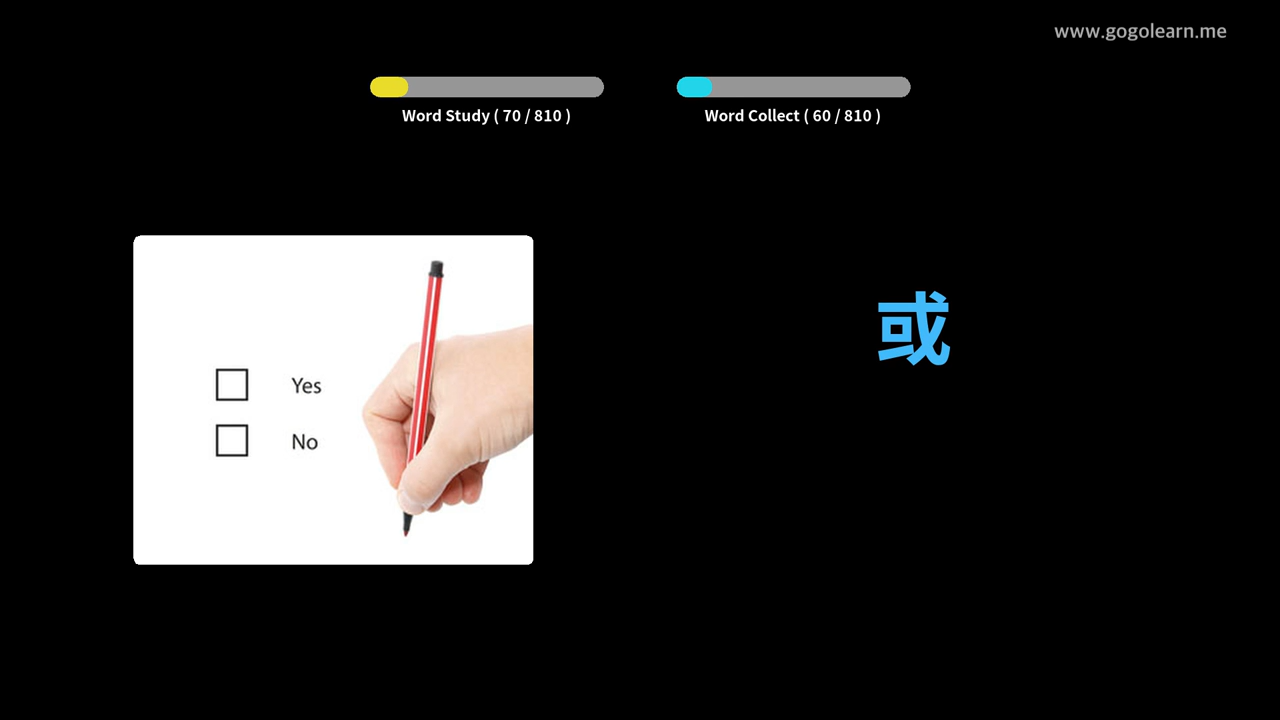 www.gogolearn.me
Word Study ( 70 / 810 )
Word Collect ( 60 / 810 )
Yes
No
或